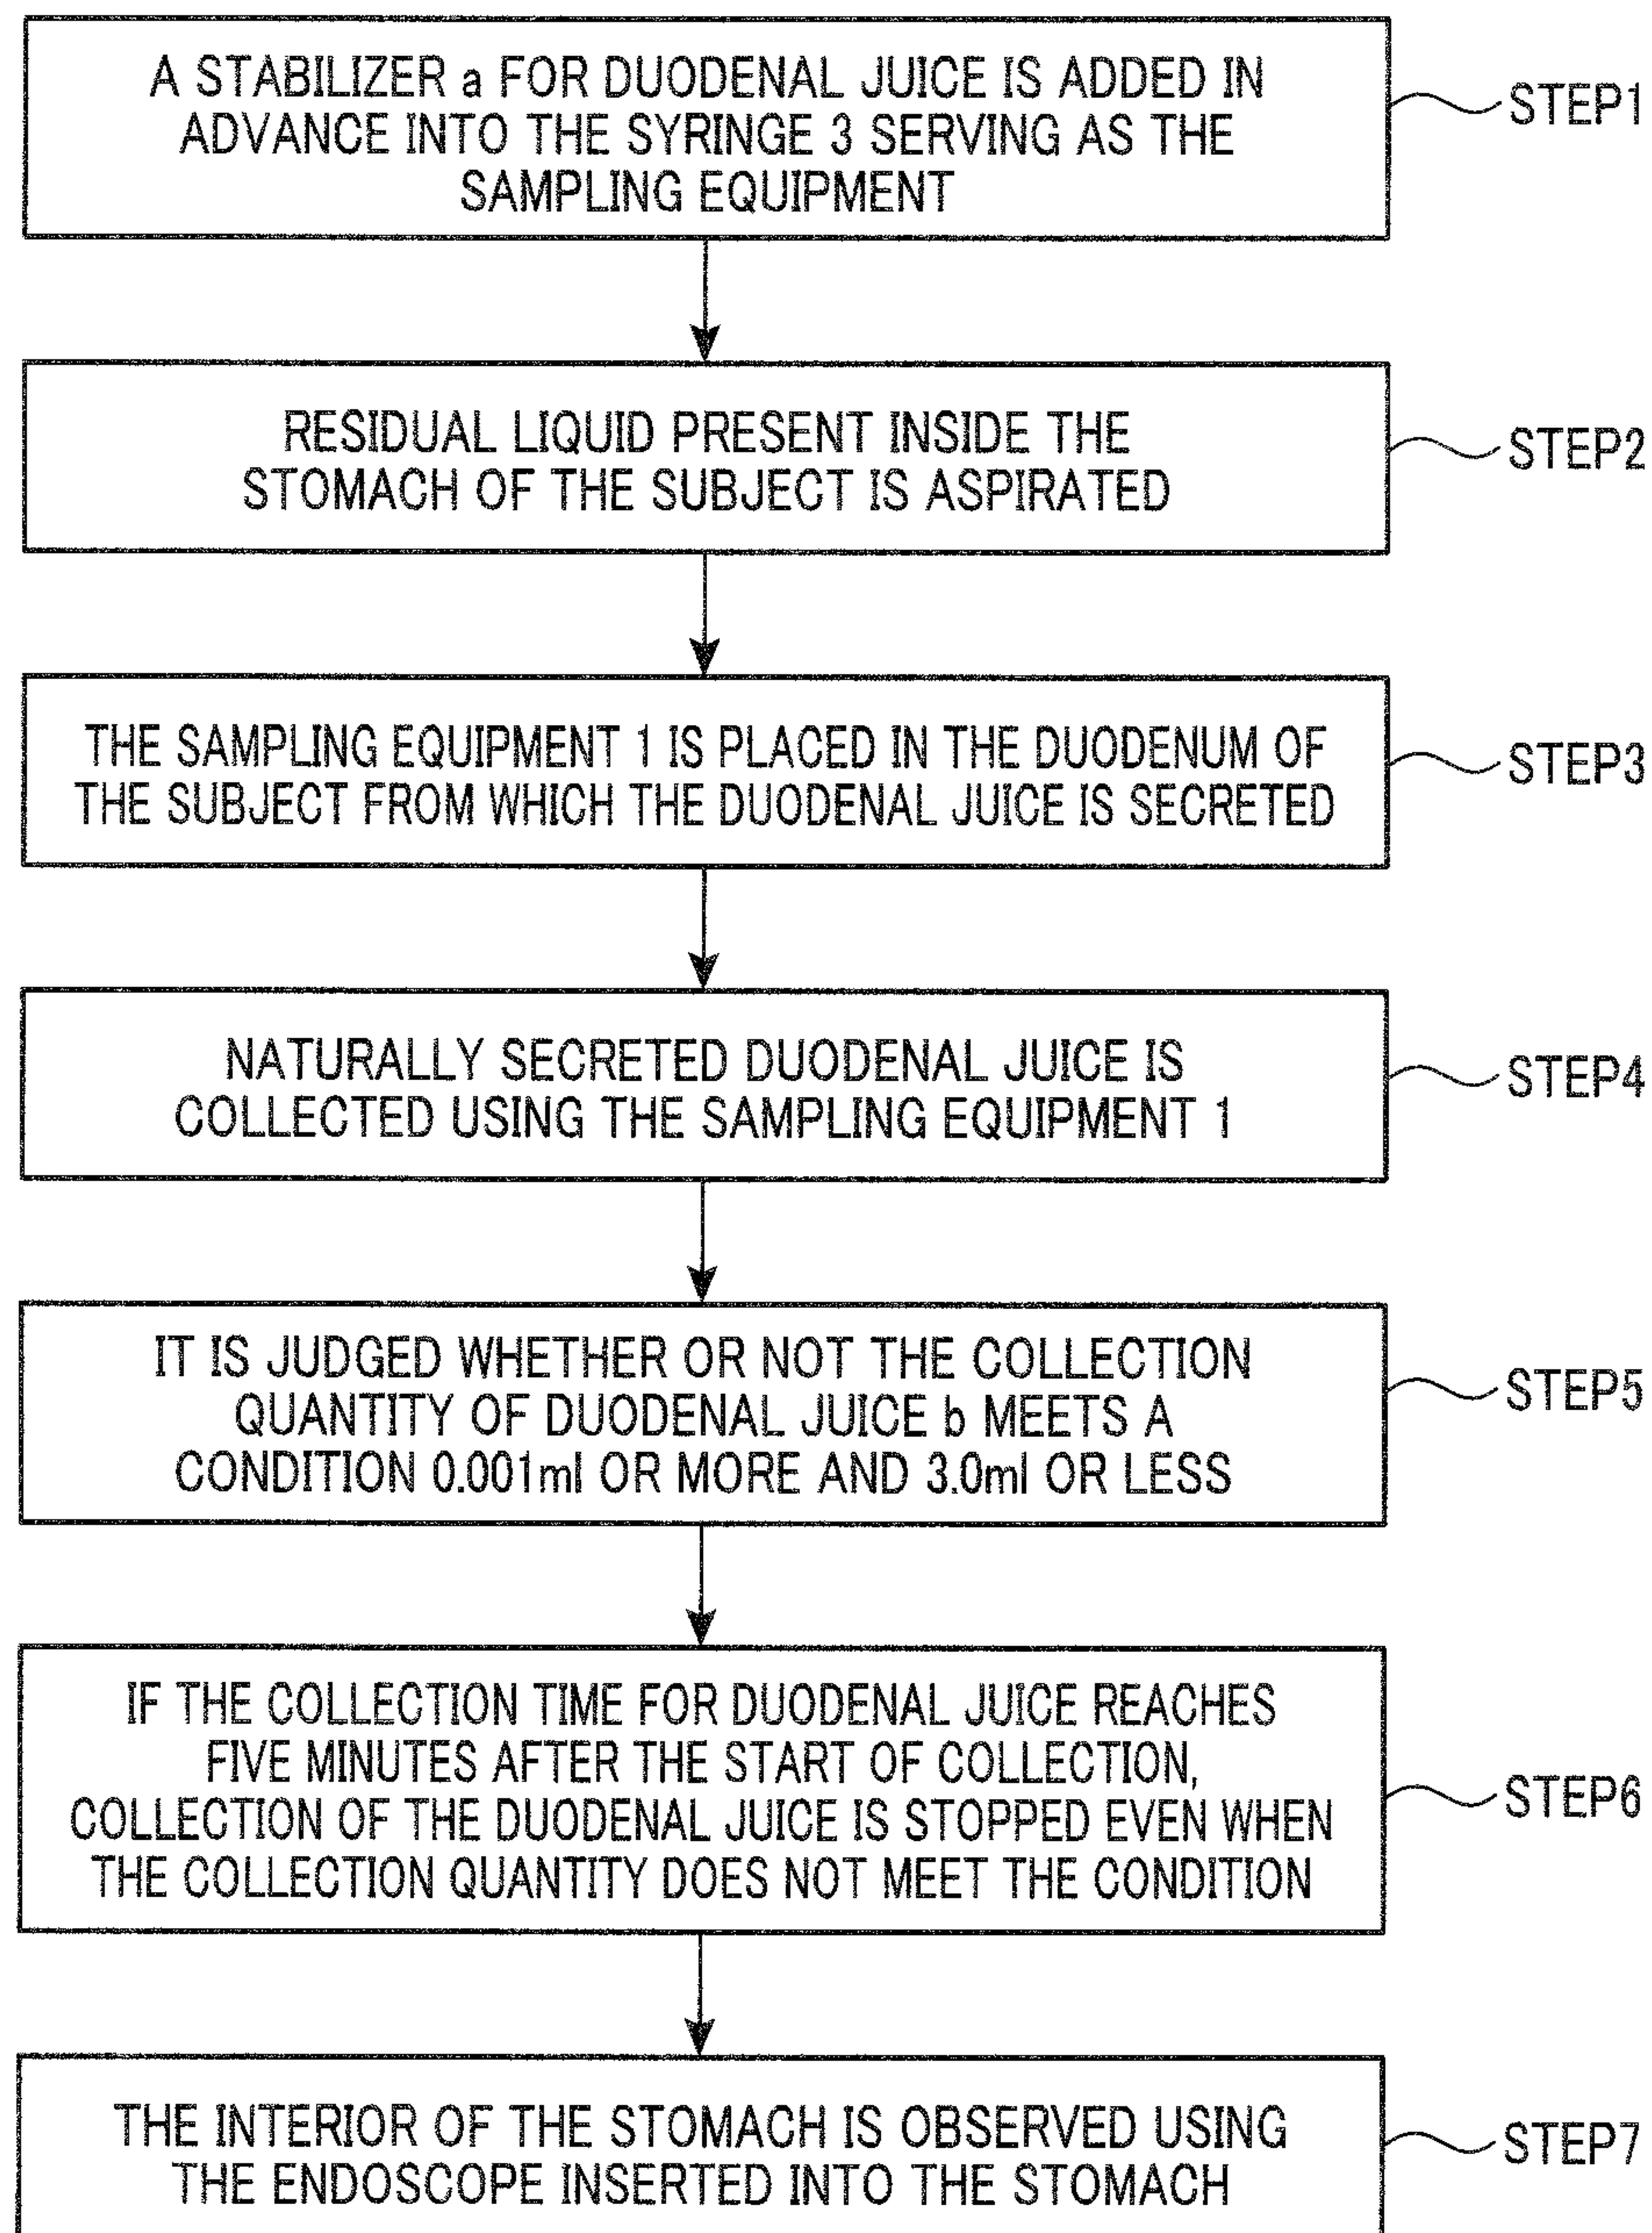 A STABILIZER a FOR DUODENAL JUICE IS ADDED IN
ADVANCE INTO THE SYRINGE 3 SERVING AS THE
SAMPLING EQUIPMENT
STEP1
RESIDUAL LIQUID PRESENT INSIDE THE
STOMACH OF THE SUBJECT IS ASPIRATED
STEP2
THE SAMPLING EQUIPMENT 1 IS PLACED IN THE DUODENUM OF
THE SUBJECT FROM WHICH THE DUODENAL JUICE IS SECRETED
STEP3
NATURALLY SECRETED DUODENAL JUICE IS
COLLECTED USING THE SAMPLING EQUIPMENT 1
STEP4
IT IS JUDGED WHETHER OR NOT THE COLLECTION
QUANTITY OF DUODENAL JUICE b MEETS A
CONDITION 0.001ml OR MORE AND 3.0ml OR LESS
STEP5
IF THE COLLECTION TIME FOR DUODENAL JUICE REACHES
FIVE MINUTES AFTER THE START OF COLLECTION,
COLLECTION OF THE DUODENAL JUICE IS STOPPED EVEN WHEN
THE COLLECTION QUANTITY DOES NOT MEET THE CONDITION
STEP6
THE INTERIOR OF THE STOMACH IS OBSERVED USING
THE ENDOSCOPE INSERTED INTO THE STOMACH
STEP7